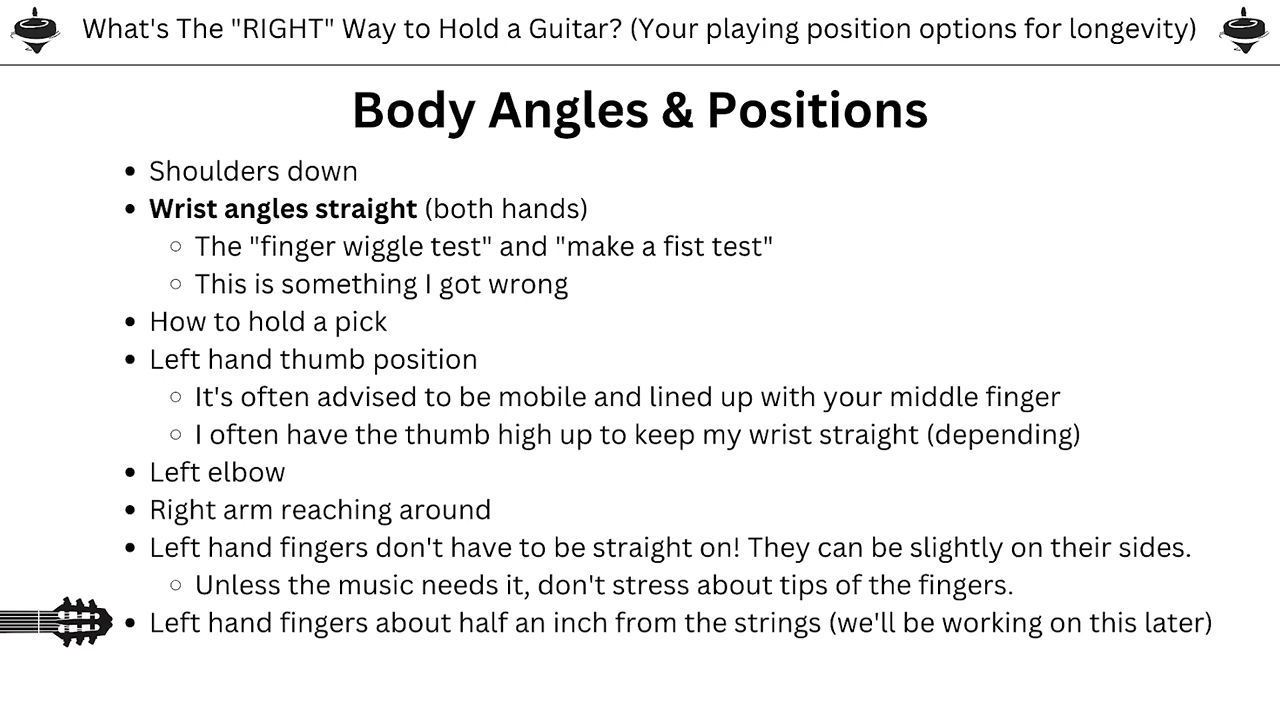 What's The "RIGHT" Way to Hold a Guitar? (Your playing position options for longevity)
Body Angles & Positions
• Shoulders down
• Wrist angles straight (both hands)
○ The "finger wiggle test" and "make a fist test"
○ This is something I got wrong
• How to hold a pick
• Left hand thumb position
○ It's often advised to be mobile and lined up with your middle finger
○ I often have the thumb high up to keep my wrist straight (depending)
• Left elbow
• Right arm reaching around
• Left hand fingers don't have to be straight on! They can be slightly on their sides.
○ Unless the music needs it, don't stress about tips of the fingers.
• Left hand fingers about half an inch from the strings (we'll be working on this later)